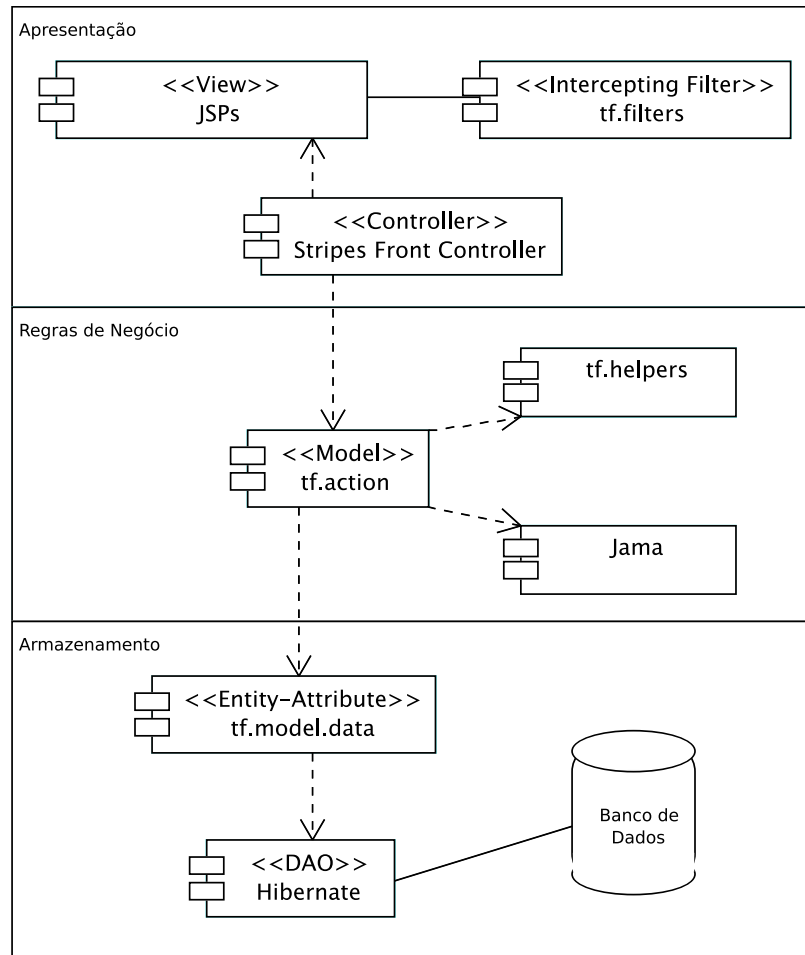 Apresentação
<<View>>
JSPs
<<Intercepting Filter>>
tf.filters
<<Controller>>
Stripes Front Controller
Regras de Negócio
tf.helpers
<<Model>>
tf.action
Jama
Armazenamento
<<Entity-Attribute>>
tf.model.data
Banco de
Dados
<<DAO>>
Hibernate